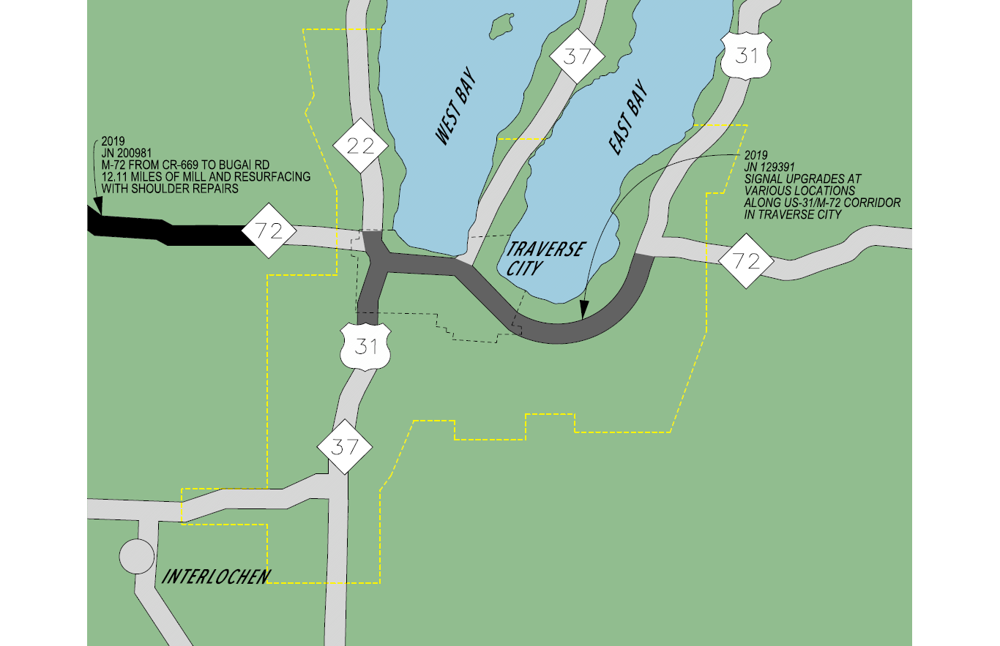 37
31
WEST BAY
EAST BAY
22
2019
JN 200981
M-72 FROM CR-669 TO BUGAI RD
12.11 MILES OF MILL AND RESURFACING
WITH SHOULDER REPAIRS
2019
JN 129391
SIGNAL UPGRADES AT
VARIOUS LOCATIONS
ALONG US-31/M-72 CORRIDOR
IN TRAVERSE CITY
72
TRAVERSE
CITY
72
31
37
INTERLOCHEN